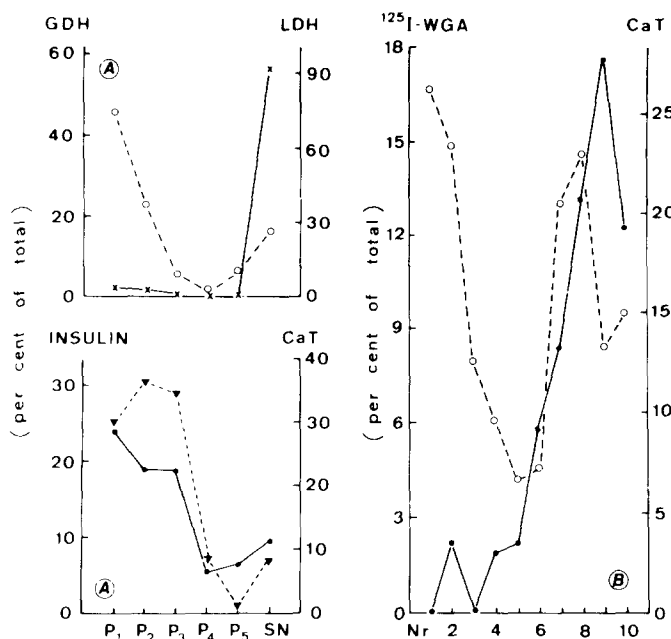 GDH LDH
60
A
90
40
60
20
30
0 0
(per cent of total)
INSULIN CaT
40
30
30
20
20
10
10
A
0 0
P₁ P₂ P₃ P₄ P₅ SN
¹²⁵I-WGA CaT
18
25
15
20
12
15
9
10
6
5
3
B
0 0
Nr 2 4 6 8 10
(per cent of total)